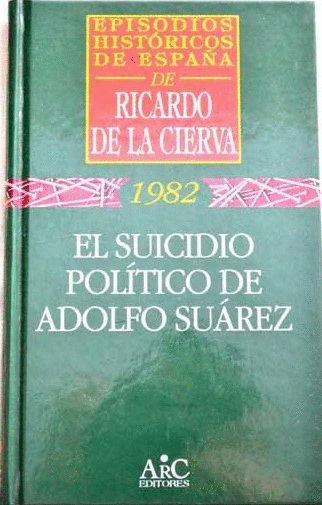 EPISODIOS
HISTÓRICOS
DE ESPAÑA
DE
RICARDO
DE LA CIERVA
1982
EL SUICIDIO
POLÍTICO DE
ADOLFO SUÁREZ
ARC
EDITORES